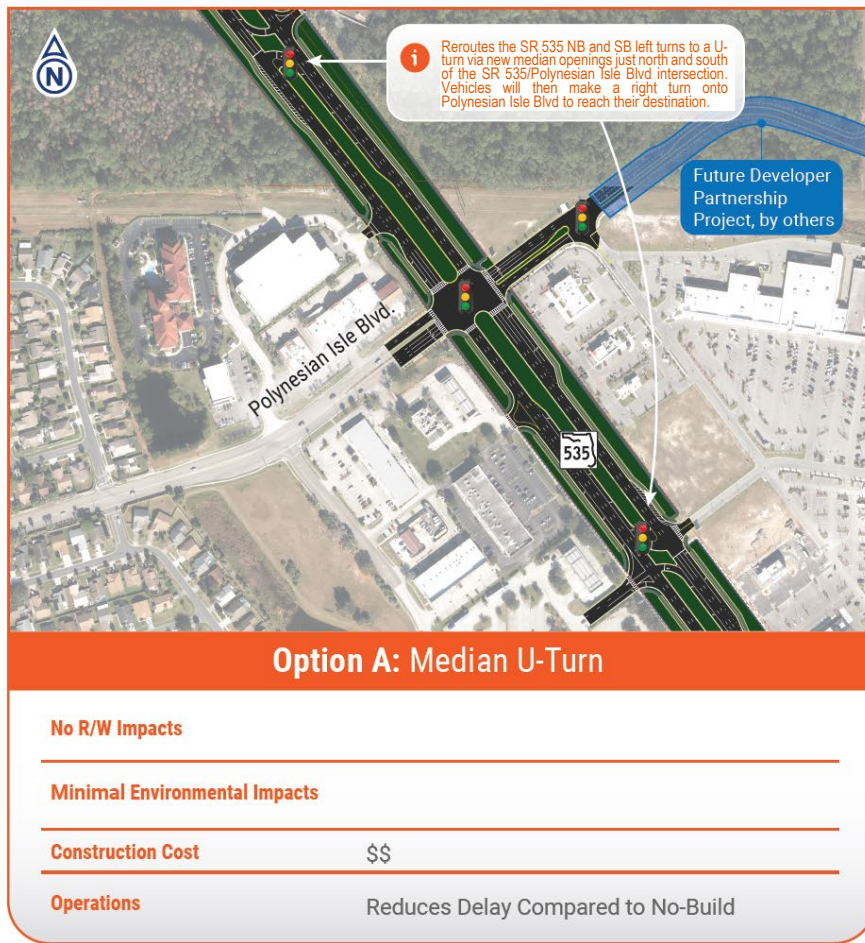 N
i
Reroutes the SR 535 NB and SB left turns to a U-
turn via new median openings just north and south
of the SR 535/Polynesian Isle Blvd intersection.
Vehicles will then make a right turn onto
Polynesian Isle Blvd to reach their destination.
Future Developer
Partnership
Project, by others
Polynesian Isle Blvd.
535
Option A: Median U-Turn
No R/W Impacts
Minimal Environmental Impacts
Construction Cost $$
Operations Reduces Delay Compared to No-Build